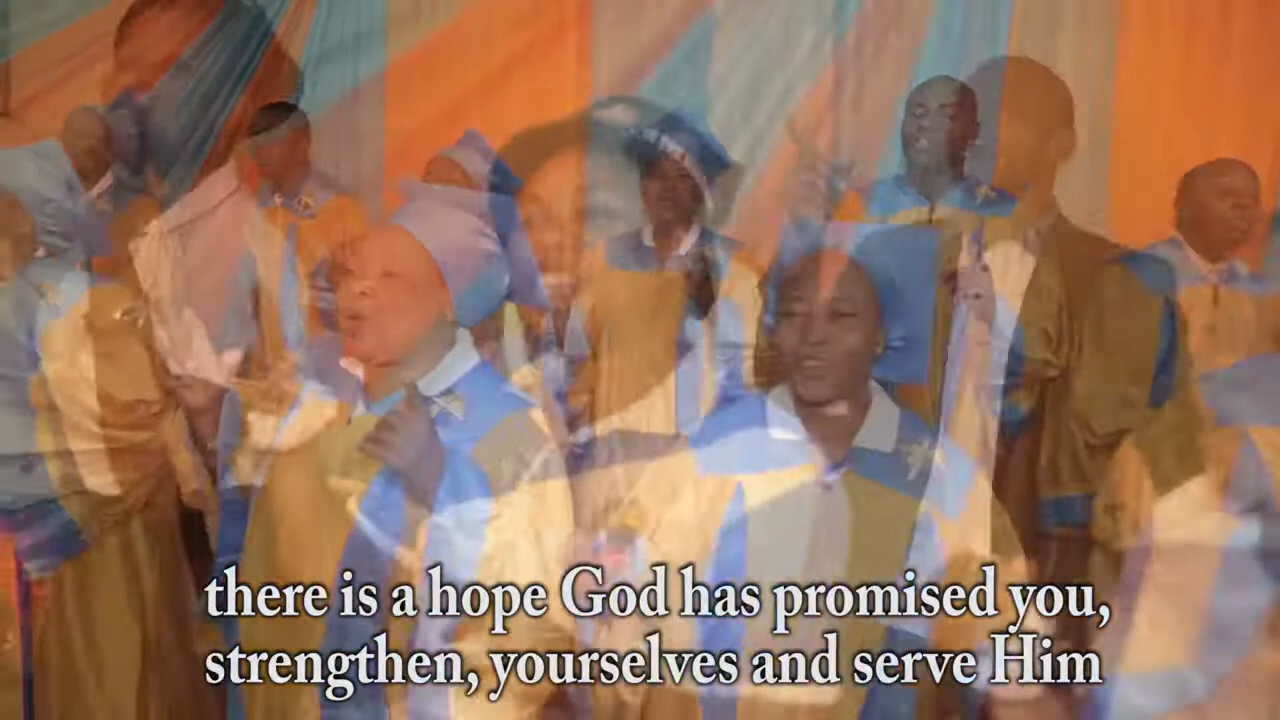 there is a hope God has promised you,
strengthen, yourselves and serve Him